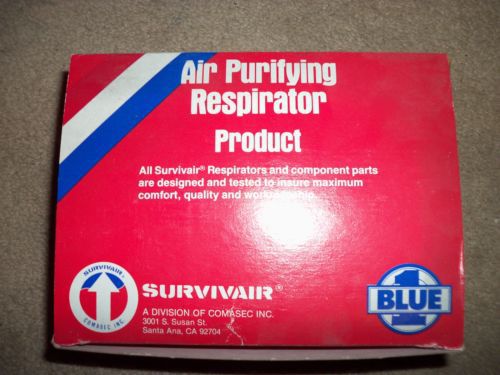 Air Purifying
Respirator
Product
All Survivair® Respirators and component parts
are designed and tested to insure maximum
comfort, quality and
SURVIVAIR®
COMASEC INC.
SURVIVAIR®
A DIVISION OF COMASEC INC.
3001 S. Susan St.
Santa Ana, CA 92704
1
BLUE